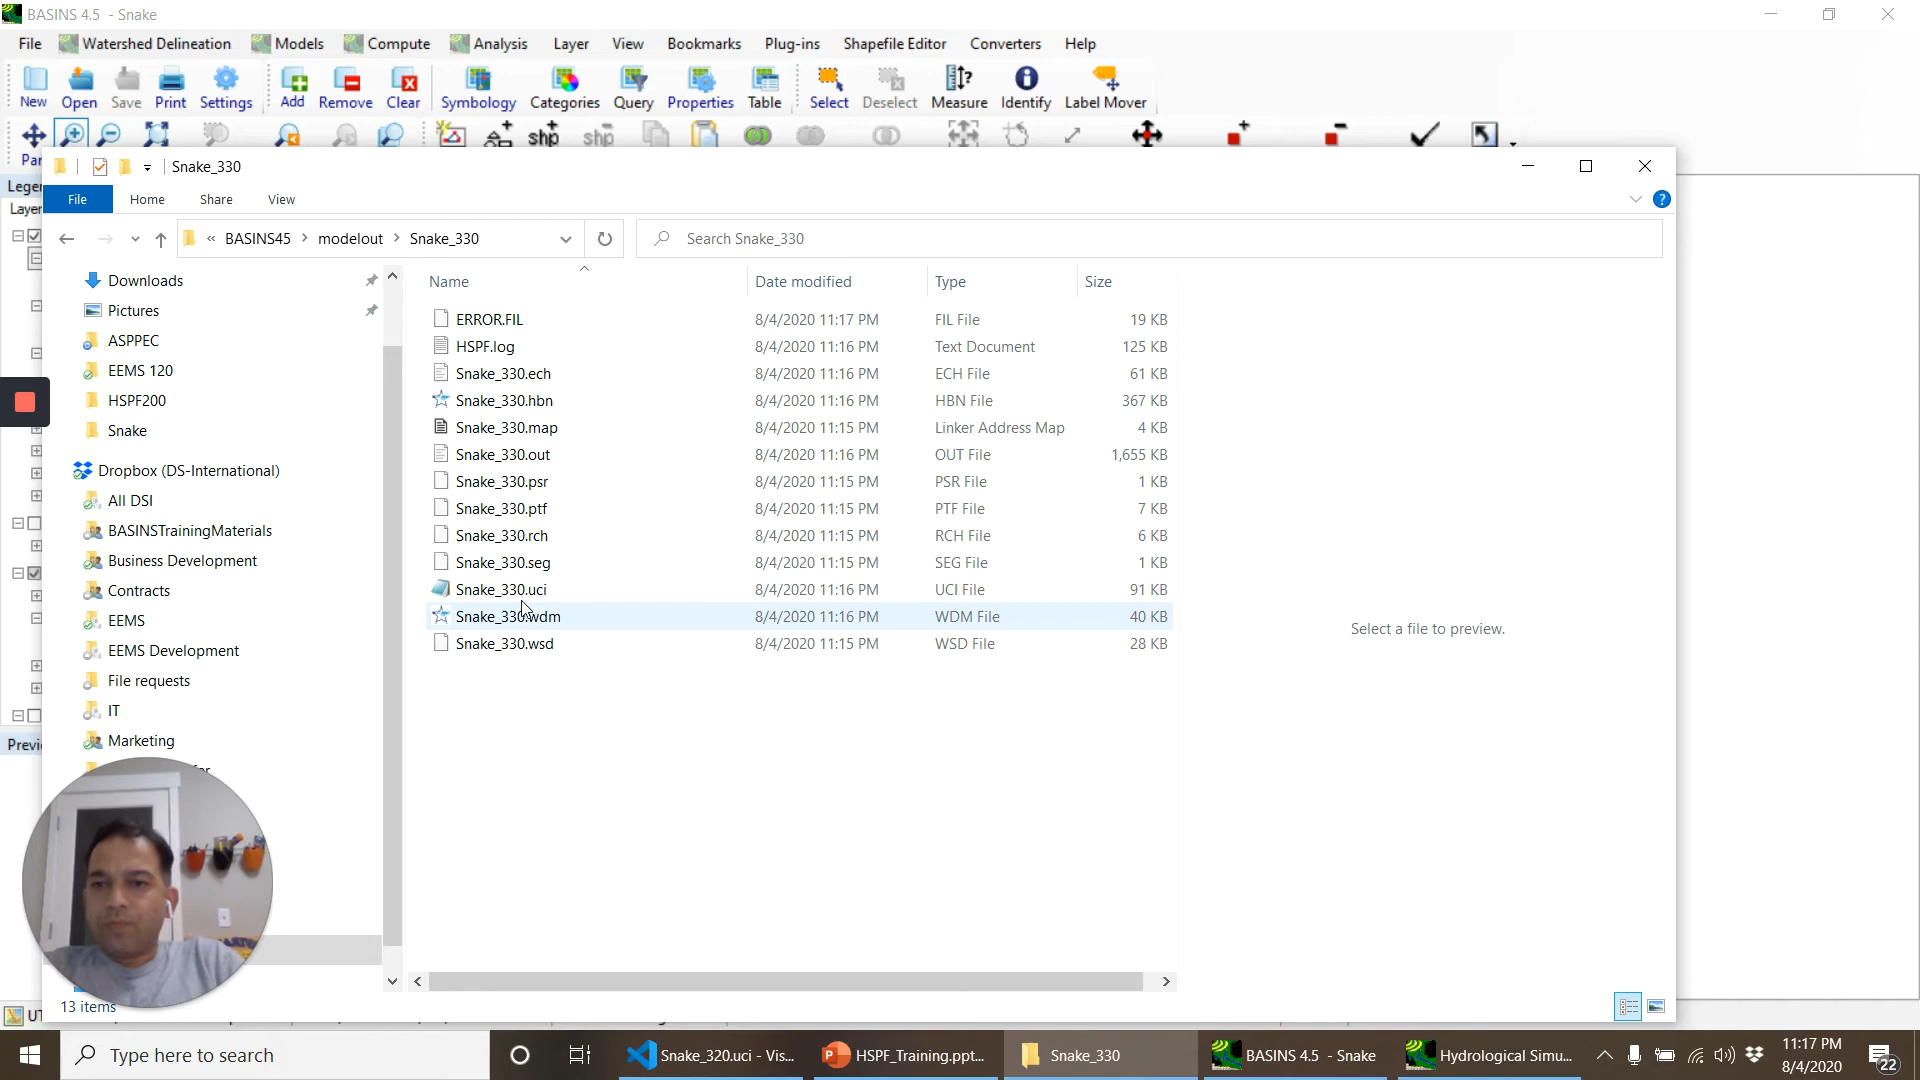 BASINS 4.5 - Snake
File Watershed Delineation Models Compute Analysis Layer View Bookmarks Plug-ins Shapefile Editor Converters Help
New Open Save Print Settings Add Remove Clear Symbology Categories Query Properties Table Select Deselect Measure Identify Label Mover
shp shp
Snake_330
File Home Share View
« BASINS45 › modelout › Snake_330
Search Snake_330
Downloads
Pictures
ASPPEC
EEMS 120
HSPF200
Snake
Dropbox (DS-International)
All DSI
BASINSTrainingMaterials
Business Development
Contracts
EEMS
EEMS Development
File requests
IT
Marketing
Name Date modified Type Size
ERROR.FIL 8/4/2020 11:17 PM FIL File 19 KB
HSPF.log 8/4/2020 11:16 PM Text Document 125 KB
Snake_330.ech 8/4/2020 11:16 PM ECH File 61 KB
Snake_330.hbn 8/4/2020 11:16 PM HBN File 367 KB
Snake_330.map 8/4/2020 11:15 PM Linker Address Map 4 KB
Snake_330.out 8/4/2020 11:16 PM OUT File 1,655 KB
Snake_330.psr 8/4/2020 11:15 PM PSR File 1 KB
Snake_330.ptf 8/4/2020 11:15 PM PTF File 7 KB
Snake_330.rch 8/4/2020 11:15 PM RCH File 6 KB
Snake_330.seg 8/4/2020 11:15 PM SEG File 1 KB
Snake_330.uci 8/4/2020 11:16 PM UCI File 91 KB
Snake_330.wdm 8/4/2020 11:16 PM WDM File 40 KB
Snake_330.wsd 8/4/2020 11:15 PM WSD File 28 KB
Select a file to preview.
13 items
Type here to search
Snake_320.uci - Vis...
HSPF_Training.ppt...
Snake_330
BASINS 4.5 - Snake
Hydrological Simu...
11:17 PM
8/4/2020
22